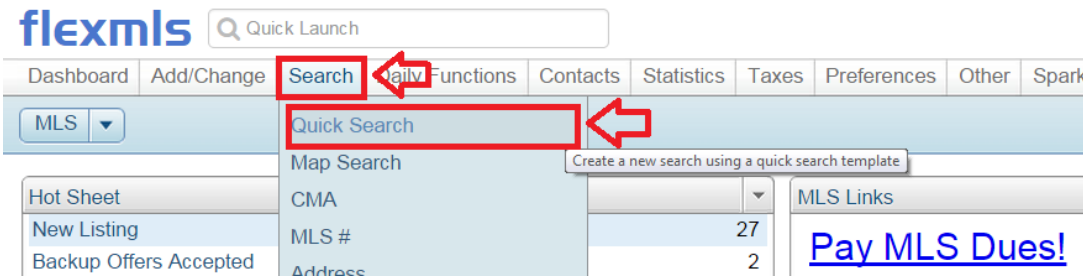 flexmls Quick Launch
Dashboard Add/Change Search Daily Functions Contacts Statistics Taxes Preferences Other Spark
MLS Quick Search
Map Search Create a new search using a quick search template
Hot Sheet CMA MLS Links
New Listing MLS # 27 Pay MLS Dues!
Backup Offers Accepted Address 2